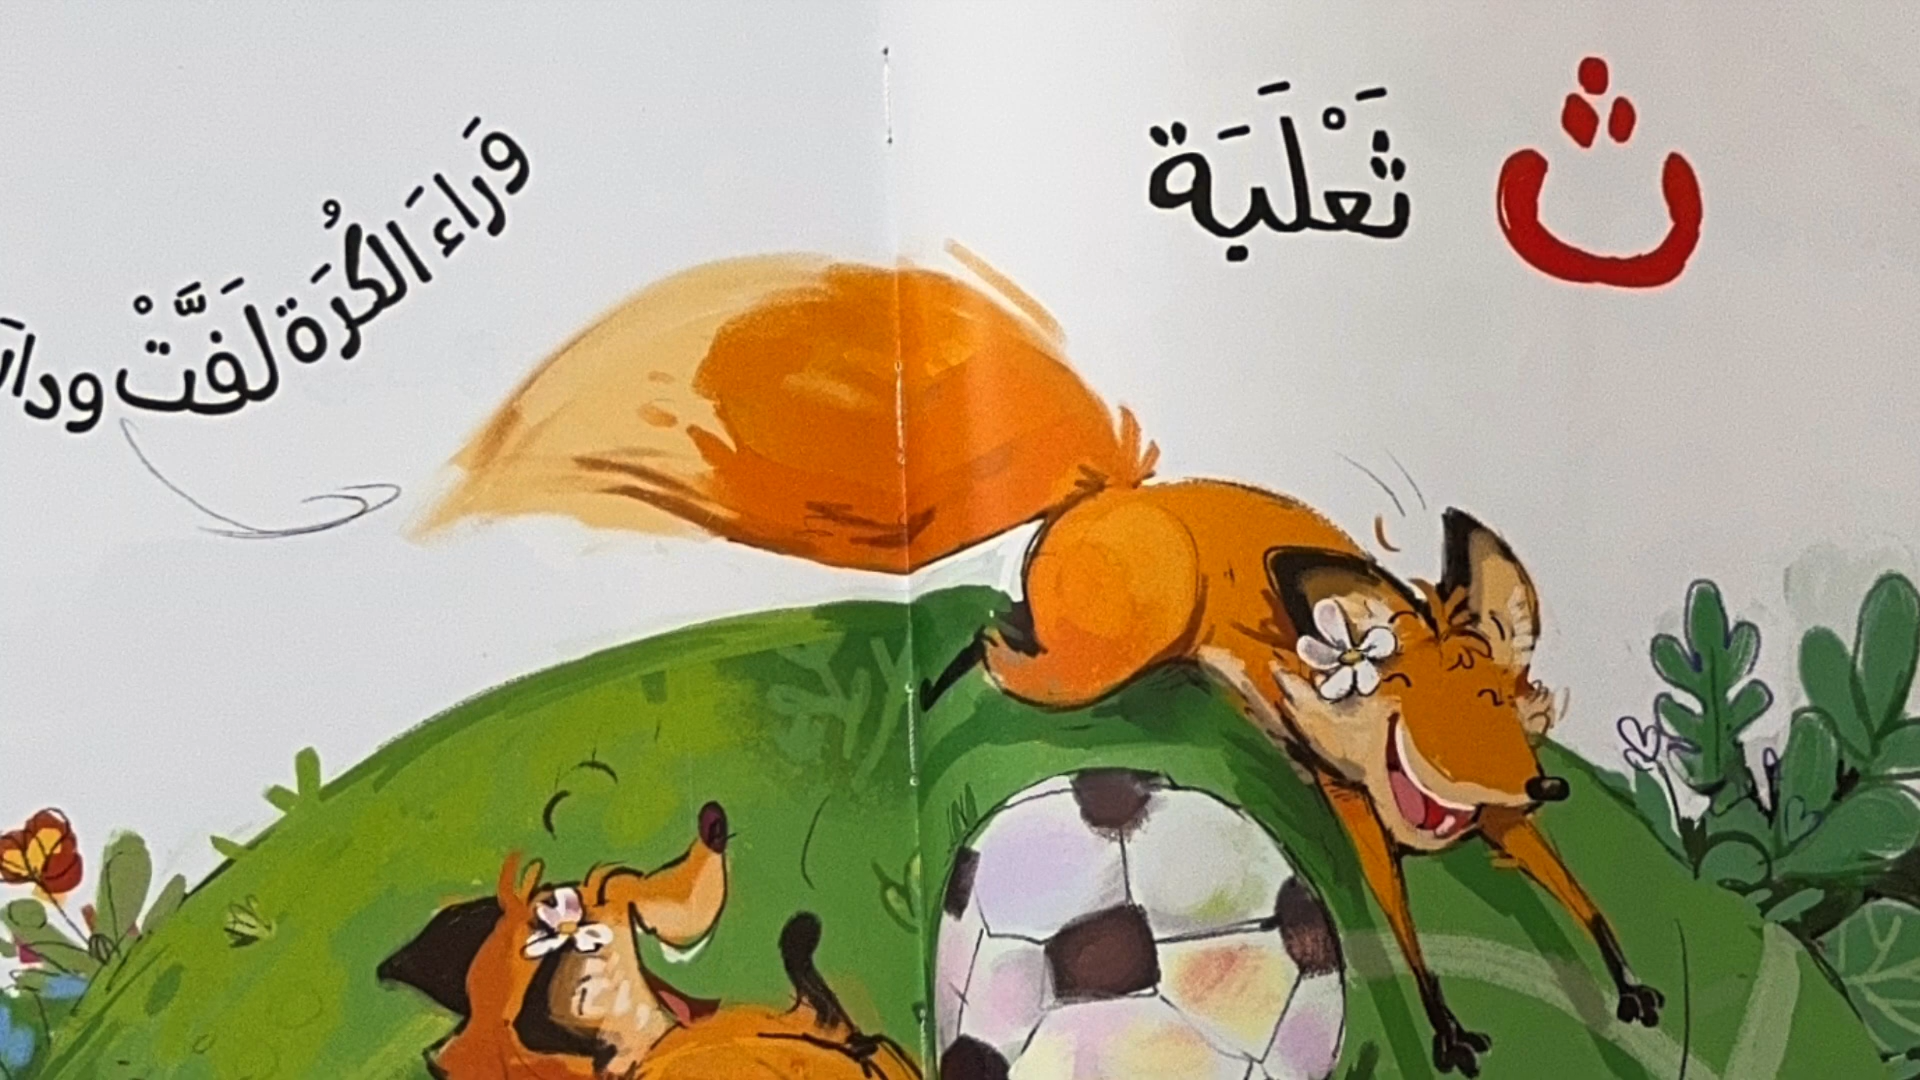 ث
ثَعْلَبَة
وَراءَ الكُرَة لَفَّتْ